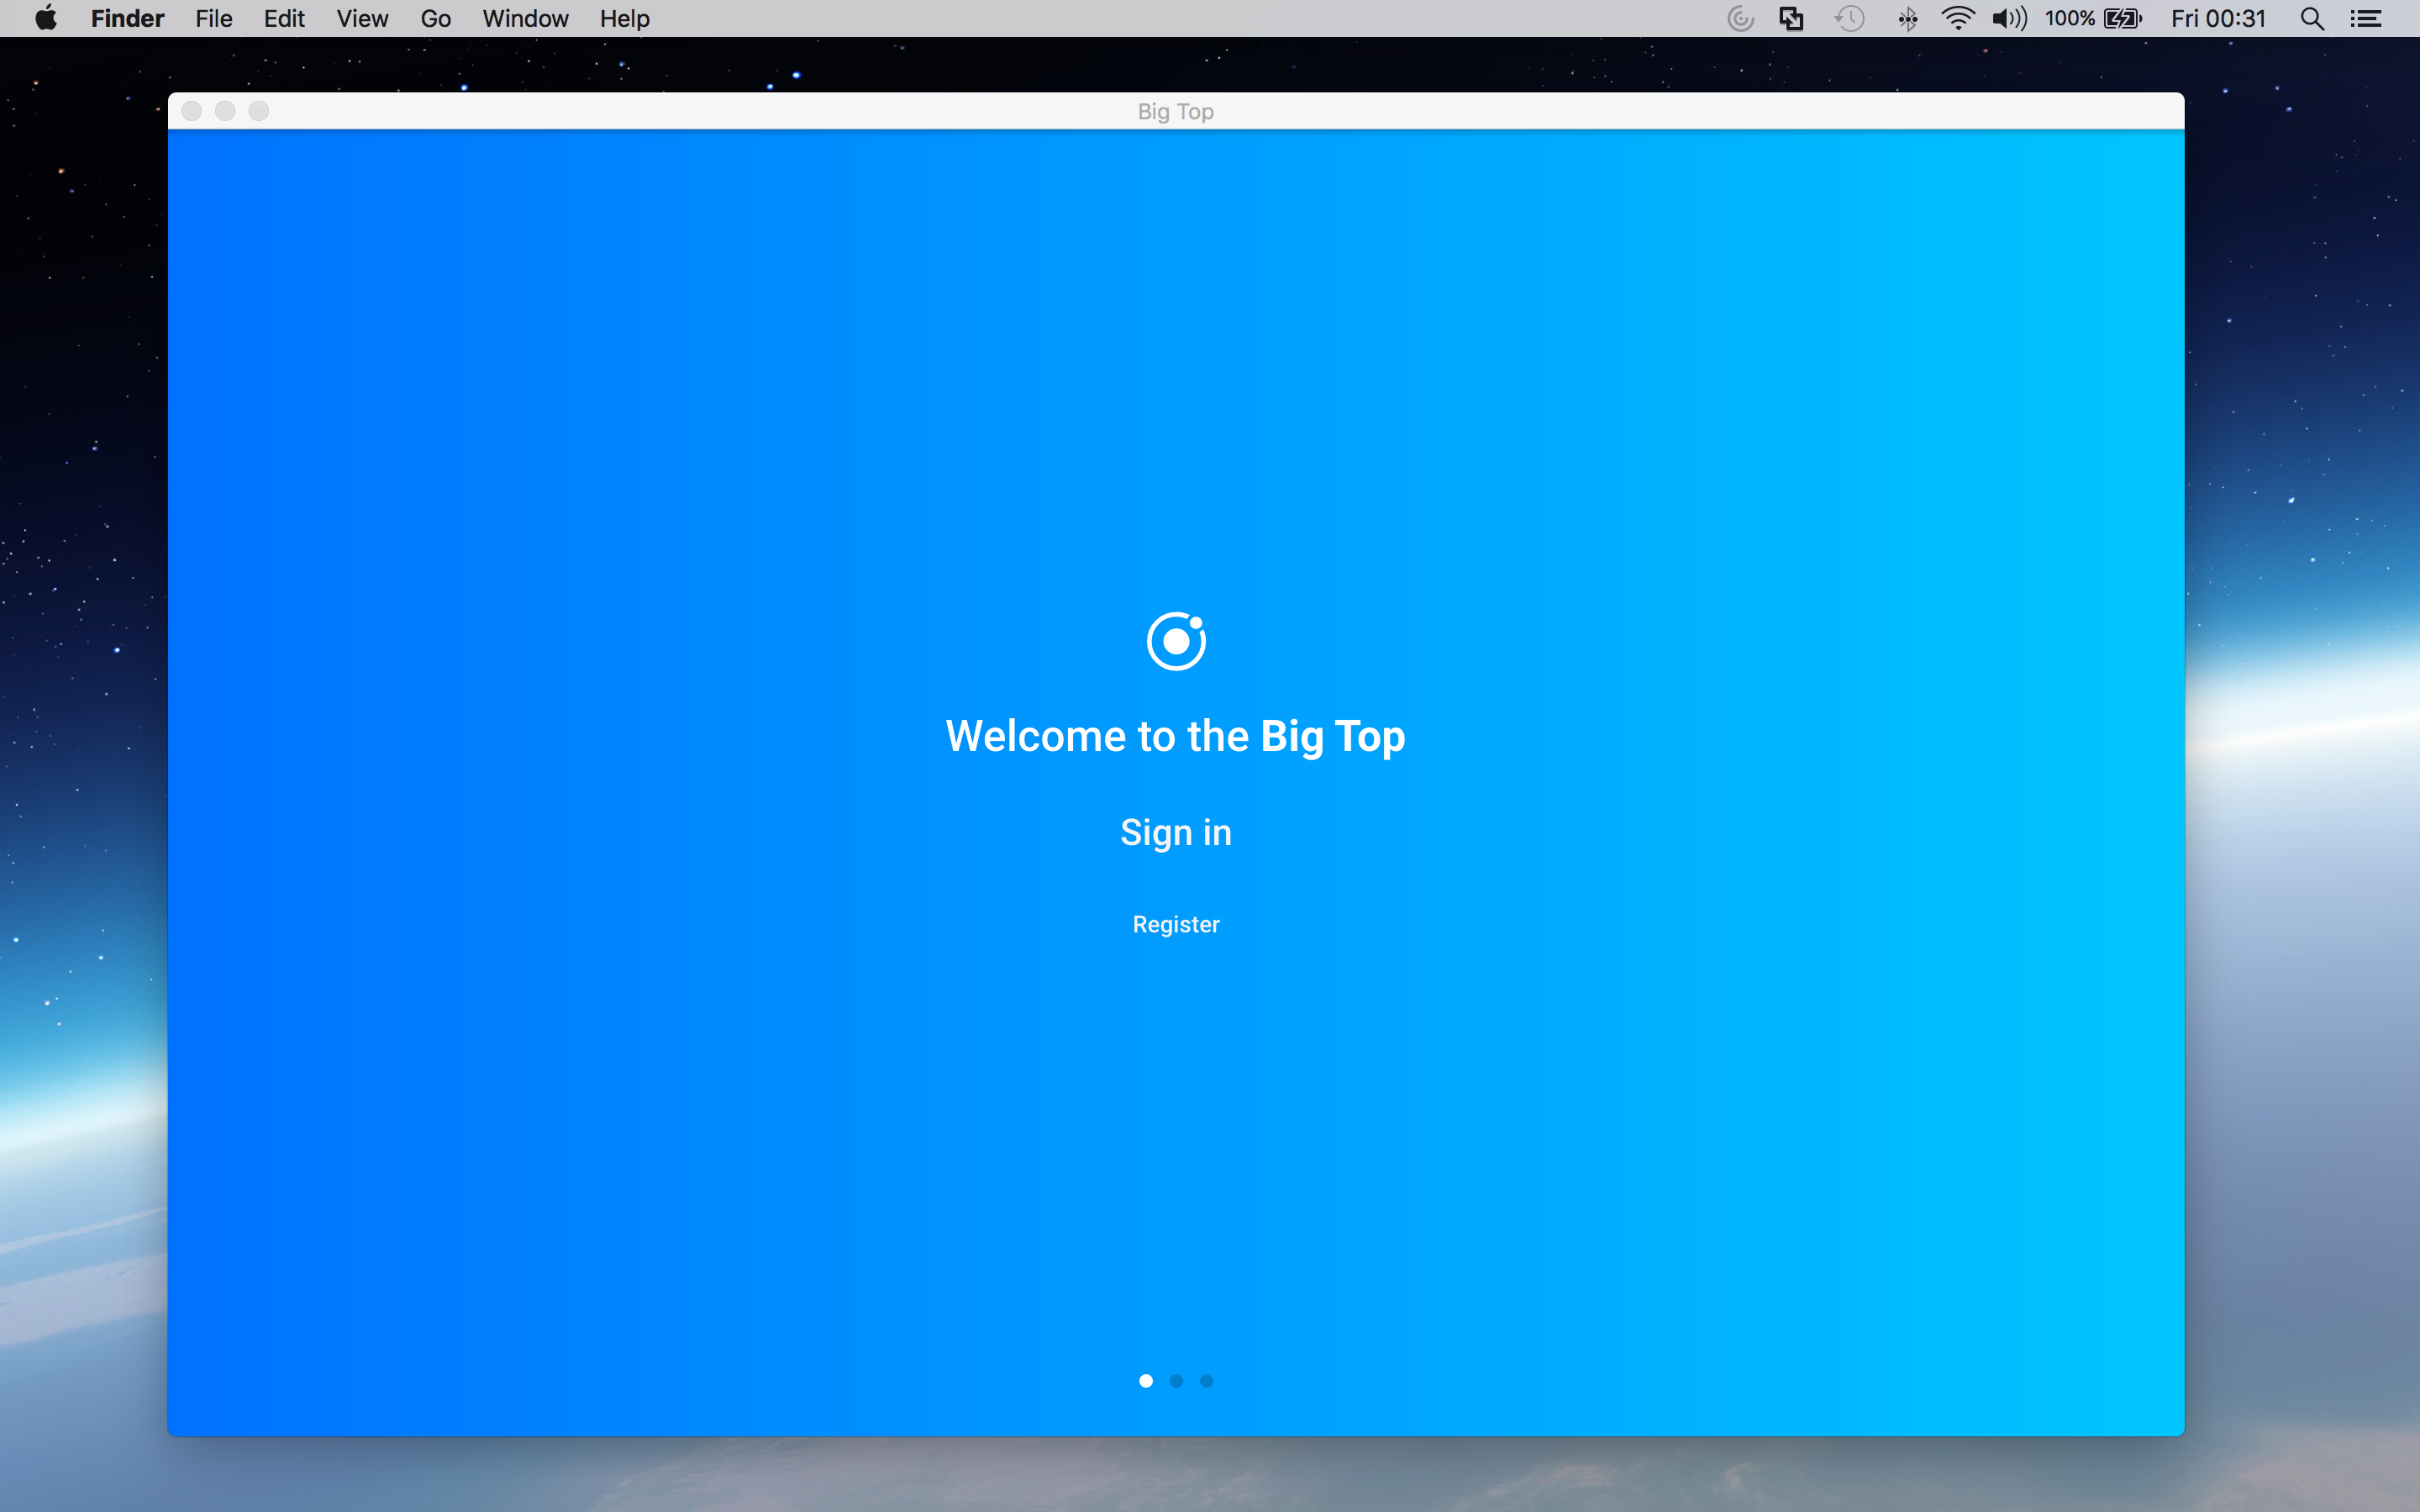 Finder File Edit View Go Window Help 100% Fri 00:31
Big Top
Welcome to the Big Top
Sign in
Register